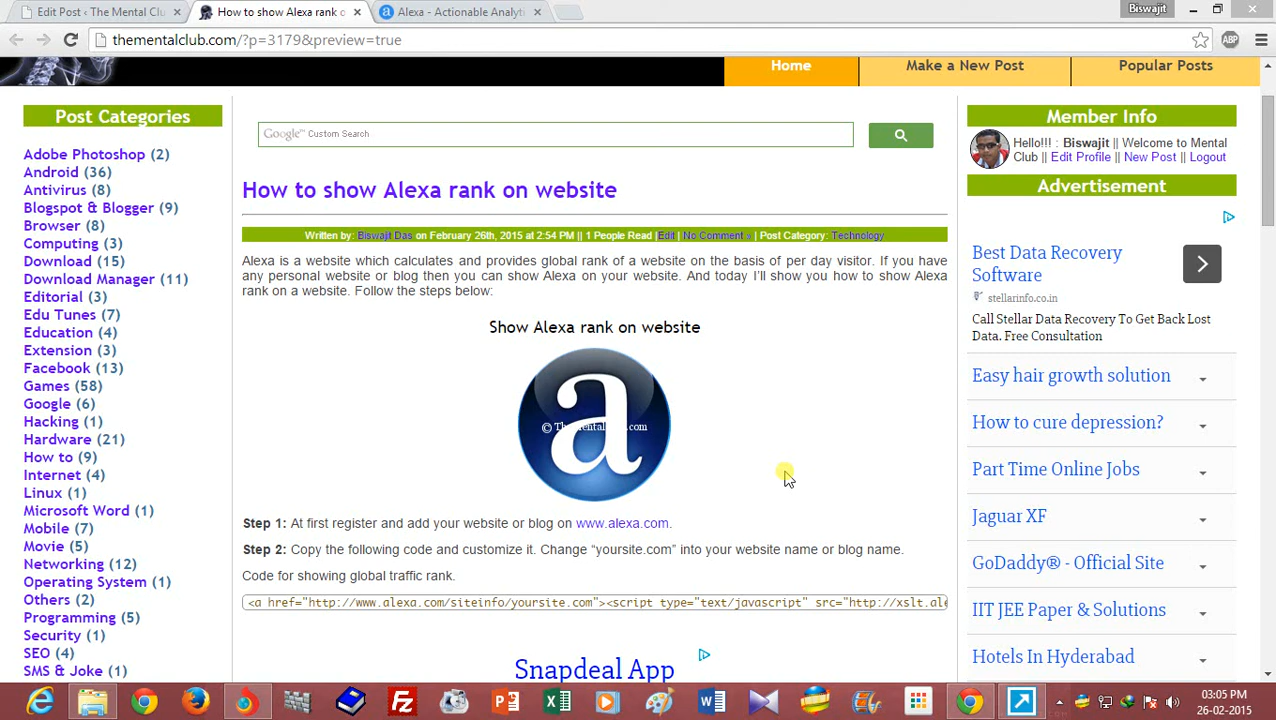 Edit Post ‹ The Mental Clu
How to show Alexa rank o
Alexa - Actionable Analyti
Biswajit
thementalclub.com/?p=3179&preview=true
ABP
Home
Make a New Post
Popular Posts
Post Categories
Adobe Photoshop (2)
Android (36)
Antivirus (8)
Blogspot & Blogger (9)
Browser (8)
Computing (3)
Download (15)
Download Manager (11)
Editorial (3)
Edu Tunes (7)
Education (4)
Extension (3)
Facebook (13)
Games (58)
Google (6)
Hacking (1)
Hardware (21)
How to (9)
Internet (4)
Linux (1)
Microsoft Word (1)
Mobile (7)
Movie (5)
Networking (12)
Operating System (1)
Others (2)
Programming (5)
Security (1)
SEO (4)
SMS & Joke (1)
Google™ Custom Search
How to show Alexa rank on website
Written by: Biswajit Das on February 26th, 2015 at 2:54 PM || 1 People Read |Edit | No Comment » | Post Category: Technology
Alexa is a website which calculates and provides global rank of a website on the basis of per day visitor. If you have
any personal website or blog then you can show Alexa on your website. And today I'll show you how to show Alexa
rank on a website. Follow the steps below:
Show Alexa rank on website
a
© TheMentalClub.com
Step 1: At first register and add your website or blog on www.alexa.com.
Step 2: Copy the following code and customize it. Change “yoursite.com” into your website name or blog name.
Code for showing global traffic rank.
<a href="http://www.alexa.com/siteinfo/yoursite.com"><script type="text/javascript" src="http://xslt.ale
Snapdeal App
Member Info
Hello!!! : Biswajit || Welcome to Mental
Club || Edit Profile || New Post || Logout
Advertisement
Best Data Recovery
Software
stellarinfo.co.in
Call Stellar Data Recovery To Get Back Lost
Data. Free Consultation
Easy hair growth solution
How to cure depression?
Part Time Online Jobs
Jaguar XF
GoDaddy® - Official Site
IIT JEE Paper & Solutions
Hotels In Hyderabad
03:05 PM
26-02-2015